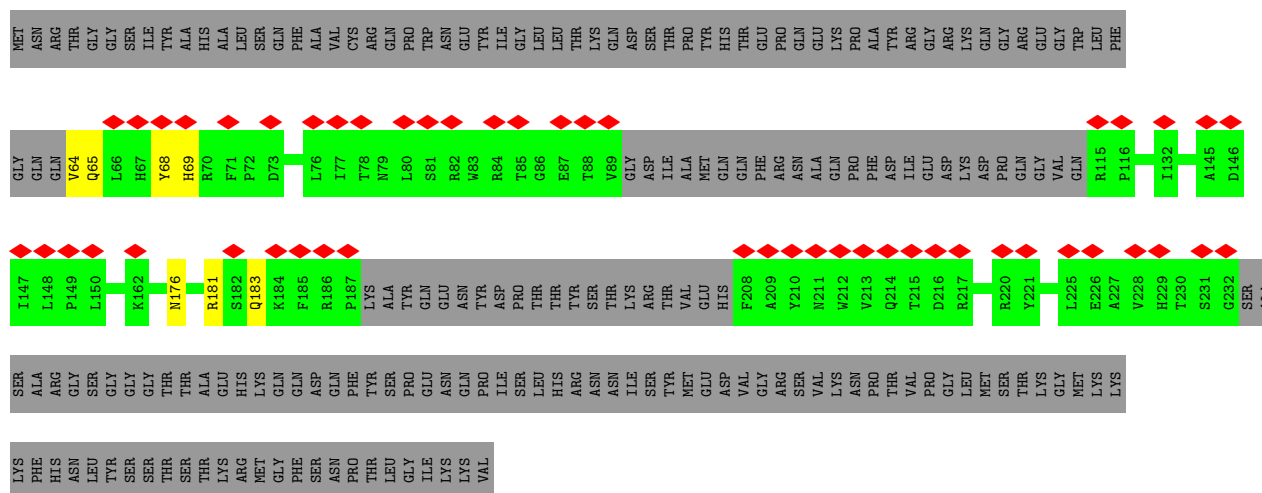 MET ASN ARG THR GLY GLY SER ILE TYR ALA HIS ALA LEU SER GLN PHE ALA VAL CYS ARG GLN PRO TRP ASN GLU TYR ILE GLY LEU LEU THR LYS GLN ASP SER THR PRO TYR HIS THR GLU PRO GLN GLU LYS PRO ALA TYR ARG GLY ARG LYS GLN GLY ARG GLU GLY TRP LEU PHE
GLY GLN GLN V64 Q65 L66 H67 Y68 H69 R70 F71 P72 D73 L76 I77 T78 N79 L80 S81 R82 W83 R84 T85 G86 E87 T88 V89 GLY ASP ILE ALA MET GLN GLN PHE ARG ASN ALA GLN PRO PHE ASP ILE GLU ASP LYS ASP PRO GLN GLY VAL GLN R115 P116 I132 A145 D146
I147 L148 P149 L150 K162 N176 R181 S182 Q183 K184 F185 R186 P187 LYS ALA TYR GLN GLU ASN TYR ASP PRO THR THR TYR SER THR LYS ARG THR VAL GLU HIS F208 A209 Y210 N211 W212 V213 Q214 T215 D216 R217 R220 Y221 L225 E226 A227 V228 H229 T230 S231 G232 SER
SER ALA ARG GLY SER GLY GLY THR THR ALA GLU HIS LYS GLN GLN ASP GLN PHE TYR SER PRO GLU ASN GLN PRO ILE SER LEU HIS ARG ASN ASN ILE SER TYR MET GLU ASP VAL GLY ARG SER VAL LYS ASN PRO THR VAL PRO GLY LEU MET SER THR LYS GLY MET LYS LYS
LYS PHE HIS ASN LEU TYR SER SER THR SER THR LYS ARG MET GLY PHE SER ASN PRO THR LEU GLY ILE LYS LYS VAL